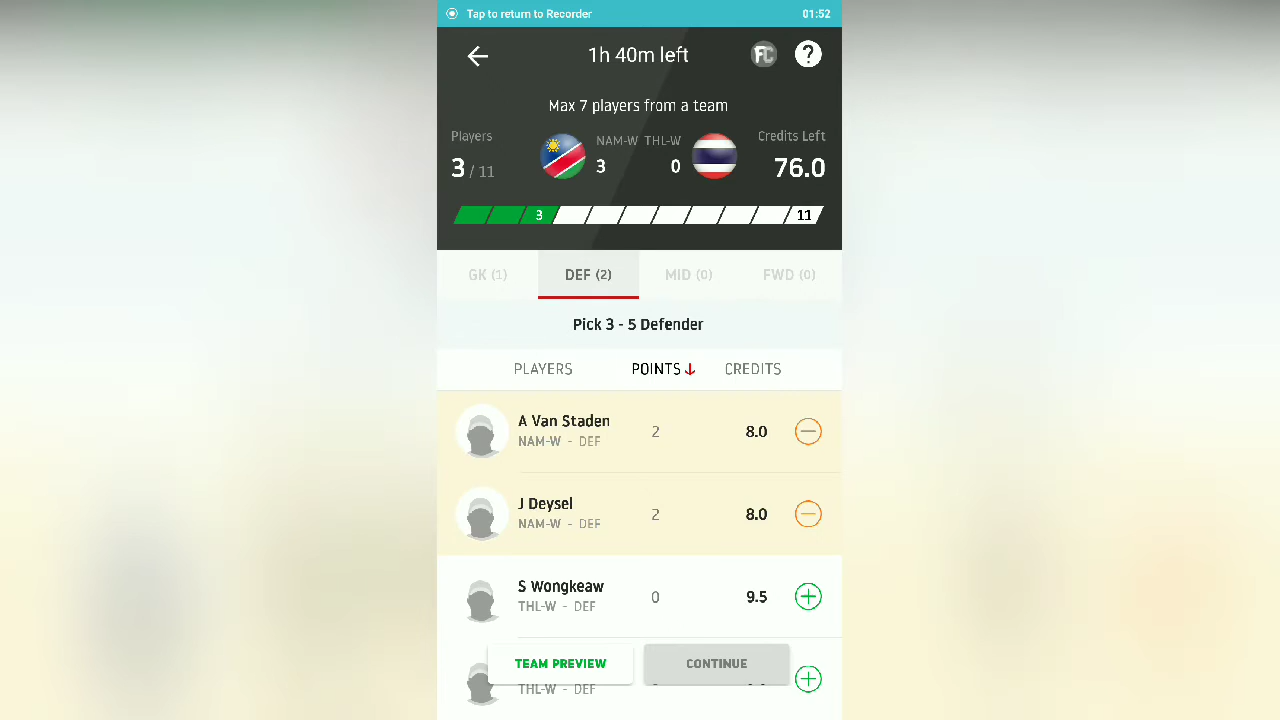 Tap to return to Recorder 01:52
1h 40m left FC ?
Max 7 players from a team
Players NAM-W THL-W Credits Left
3 / 11 3 0 76.0
3 11
GK (1) DEF (2) MID (0) FWD (0)
Pick 3 - 5 Defender
PLAYERS POINTS CREDITS
A Van Staden
NAM-W - DEF 2 8.0
J Deysel
NAM-W - DEF 2 8.0
S Wongkeaw
THL-W - DEF 0 9.5
TEAM PREVIEW CONTINUE
THL-W - DEF